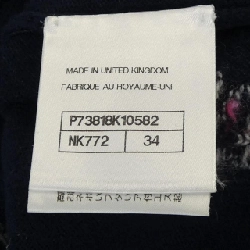 MADE IN UNITED KINGDOM
FABRIQUE AU ROYAUME-UNI
P73818K10582
NK772 34